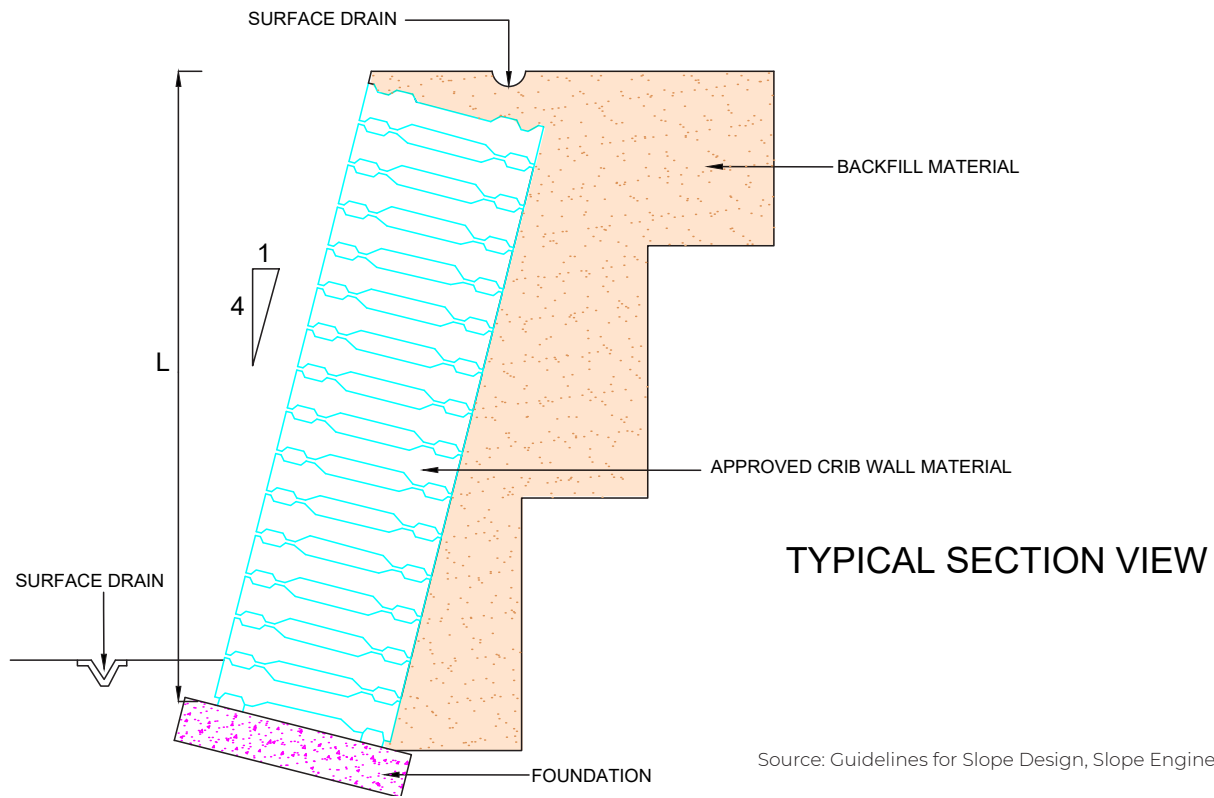 SURFACE DRAIN
BACKFILL MATERIAL
1
4
L
APPROVED CRIB WALL MATERIAL
TYPICAL SECTION VIEW
SURFACE DRAIN
Source: Guidelines for Slope Design, Slope Engine
FOUNDATION